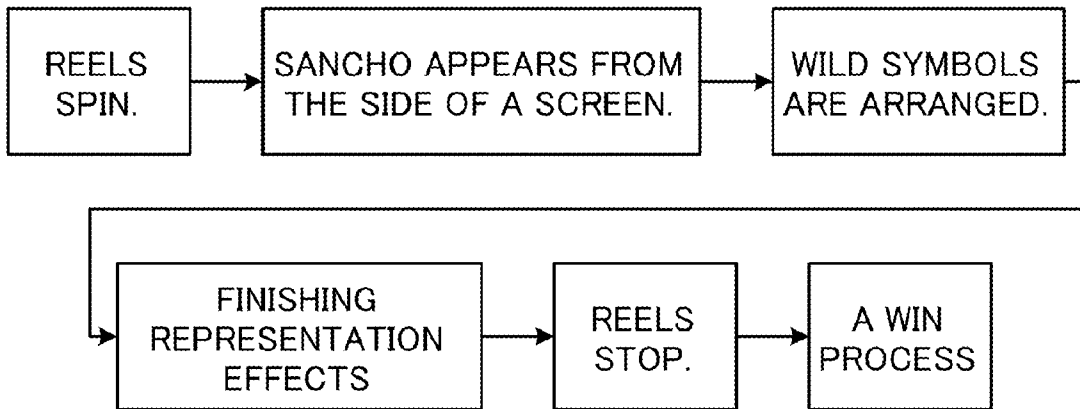 REELS
SPIN.
SANCHO APPEARS FROM
THE SIDE OF A SCREEN.
WILD SYMBOLS
ARE ARRANGED.
FINISHING
REPRESENTATION
EFFECTS
REELS
STOP.
A WIN
PROCESS